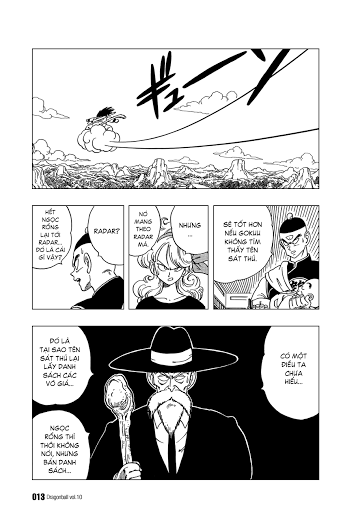 ギューン
SẼ TỐT HƠN
NẾU GOKUU
KHÔNG TÌM
THẤY TÊN
SÁT THỦ.
NHƯNG
...
NÓ
MANG
THEO
RADAR
MÀ.
RADAR?
HẾT
NGỌC
RỒNG
LẠI TỚI
RADAR...
ĐÓ LÀ CÁI
GÌ VẬY?
CÓ MỘT
ĐIỀU TA
CHƯA
HIỂU...
ĐÓ LÀ
TẠI SAO TÊN
SÁT THỦ LẠI
LẤY DANH
SÁCH CÁC
VÕ GIẢ...
NGỌC
RỒNG THÌ
THÔI KHÔNG
NÓI, NHƯNG
BẢN DANH
SÁCH...
013 Dragonball vol.10